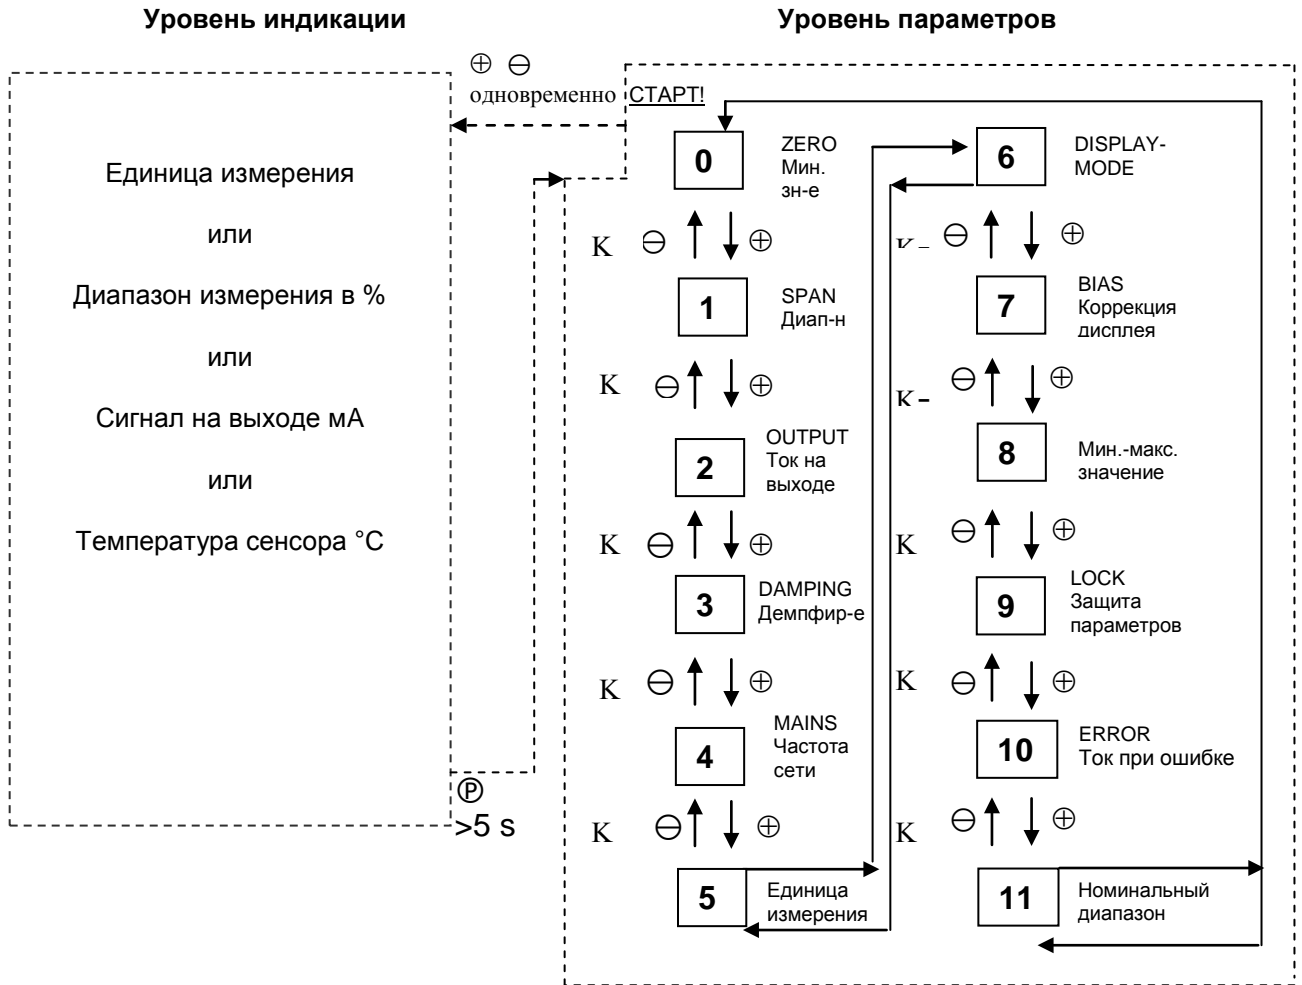 Уровень индикации
Уровень параметров
⊕ ⊖
одновременно
СТАРТ!
Единица измерения
или
Диапазон измерения в %
или
Сигнал на выходе мА
или
Температура сенсора °C
Ⓟ
>5 s
0
ZERO
Мин.
зн-е
K ⊖ ⊕
1
SPAN
Диап-н
K ⊖ ⊕
2
OUTPUT
Ток на
выходе
K ⊖ ⊕
3
DAMPING
Демпфир-е
K ⊖ ⊕
4
MAINS
Частота
сети
K ⊖ ⊕
5
Единица
измерения
6
DISPLAY-
MODE
⊖ ⊕
7
BIAS
Коррекция
дисплея
K – ⊖ ⊕
8
Мин.-макс.
значение
K ⊖ ⊕
9
LOCK
Защита
параметров
K ⊖ ⊕
10
ERROR
Ток при ошибке
K ⊖ ⊕
11
Номинальный
диапазон